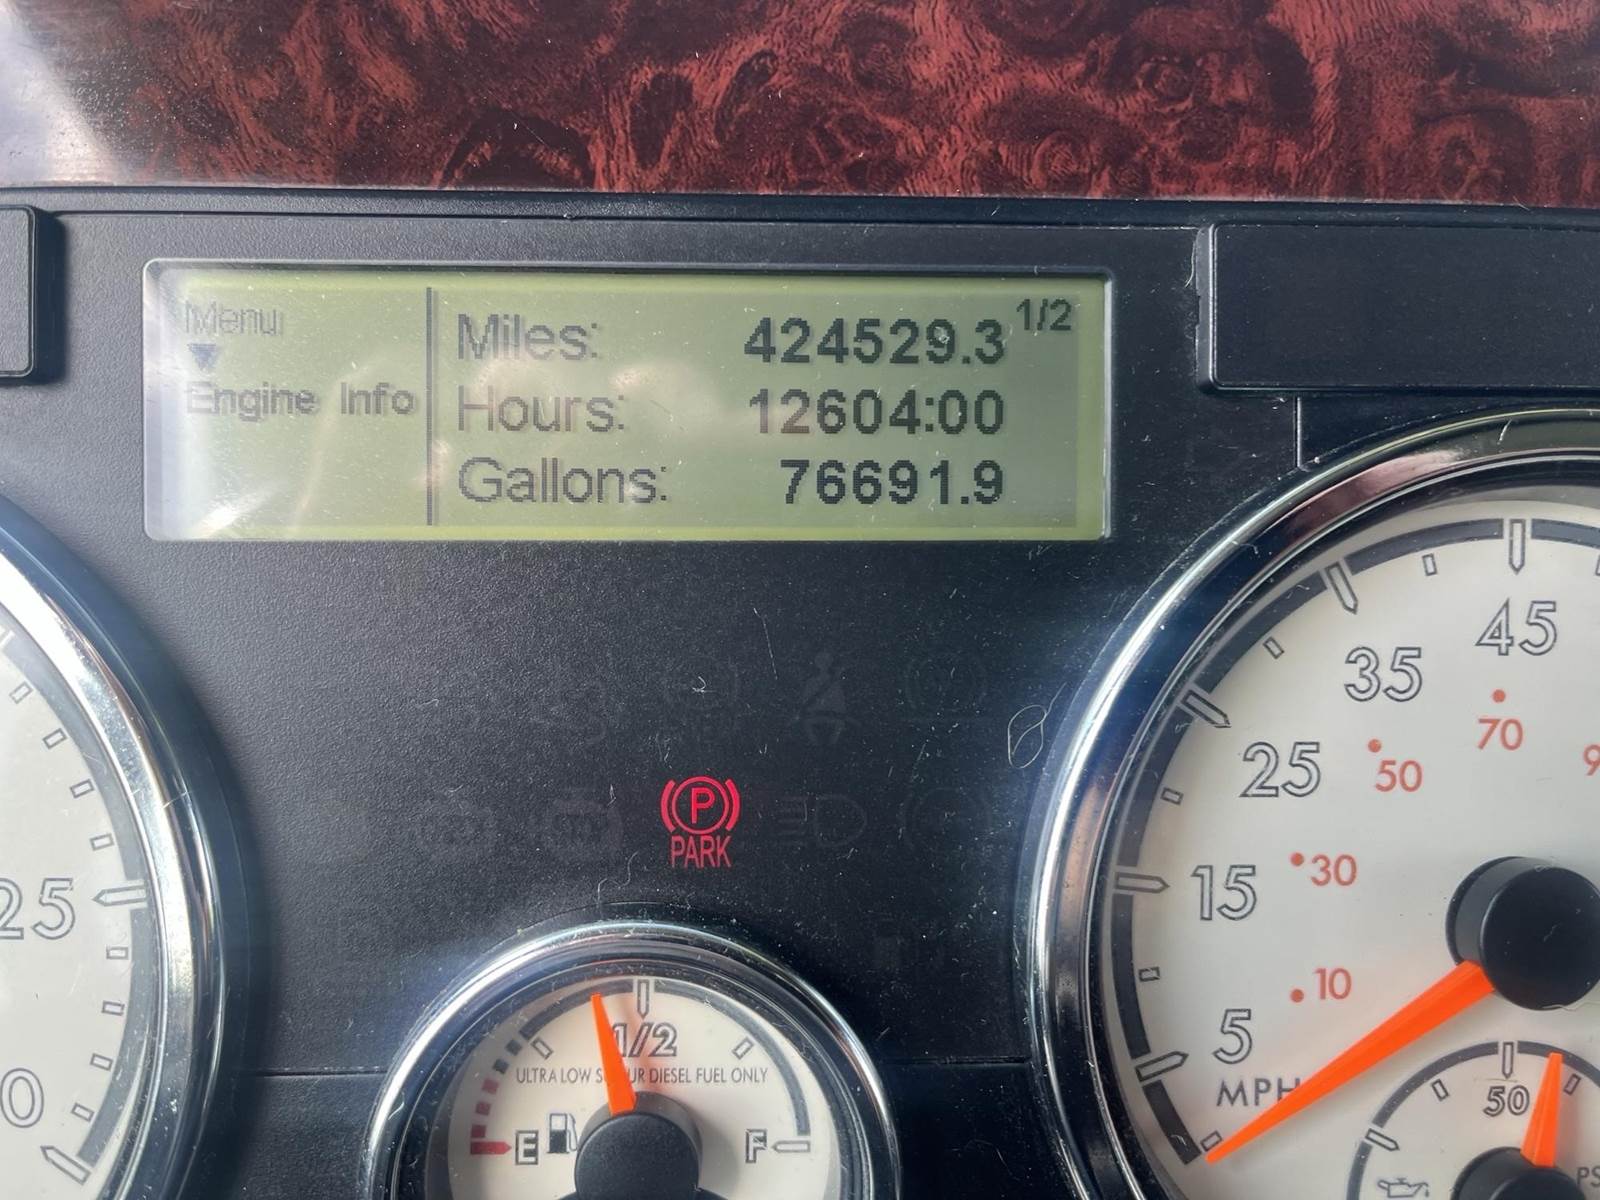 Menu
Engine Info
Miles: 424529.3 1/2
Hours: 12604:00
Gallons: 76691.9
45
35
25
15
5
MPH
70
50
30
10
P
PARK
25
0
1/2
ULTRA LOW DIESEL FUEL ONLY
E
F
50